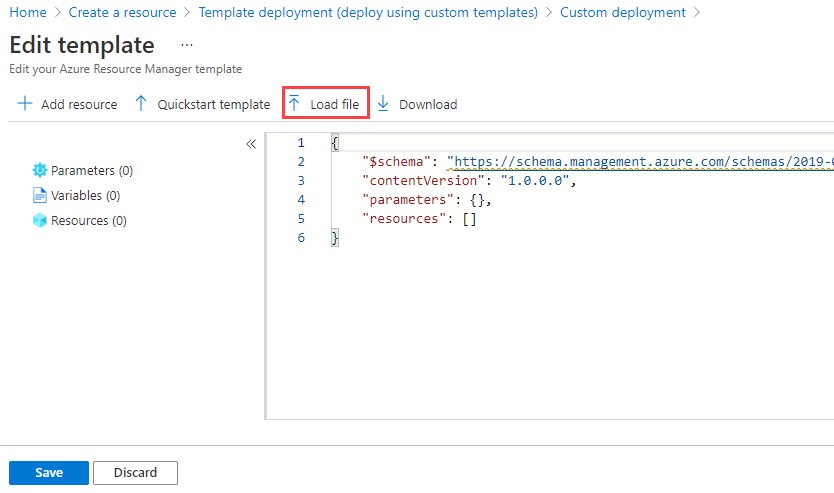 Home > Create a resource > Template deployment (deploy using custom templates) > Custom deployment >
Edit template ...
Edit your Azure Resource Manager template
Add resource Quickstart template Load file Download
«
Parameters (0)
Variables (0)
Resources (0)
1 {
2 "$schema": "https://schema.management.azure.com/schemas/2019-0
3 "contentVersion": "1.0.0.0",
4 "parameters": {},
5 "resources": []
6 }
Save Discard